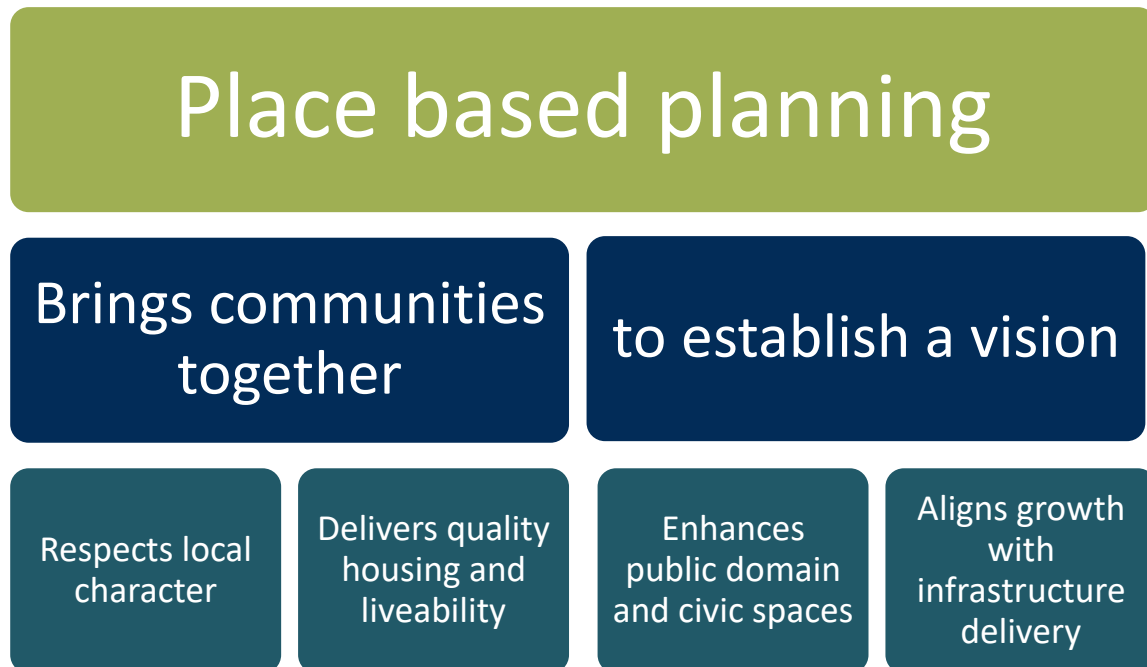 Place based planning
Brings communities
together
to establish a vision
Respects local
character
Delivers quality
housing and
liveability
Enhances
public domain
and civic spaces
Aligns growth
with
infrastructure
delivery